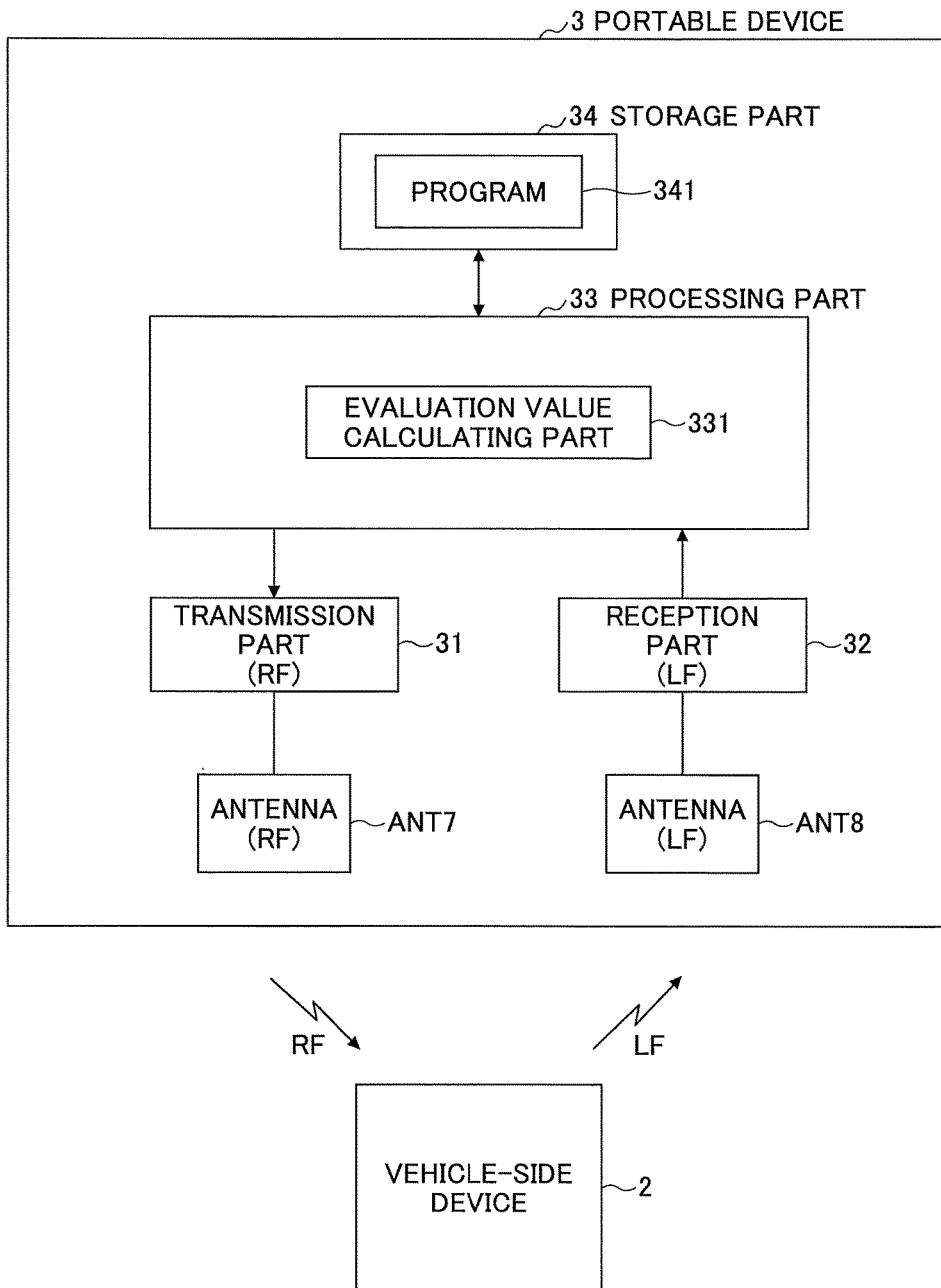 3 PORTABLE DEVICE
34 STORAGE PART
PROGRAM
341
33 PROCESSING PART
EVALUATION VALUE
CALCULATING PART
331
TRANSMISSION
PART
(RF)
31
RECEPTION
PART
(LF)
32
ANTENNA
(RF)
ANT7
ANTENNA
(LF)
ANT8
RF
LF
VEHICLE-SIDE
DEVICE
2